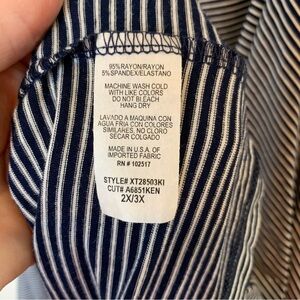 95%RAYON/RAYON
5%SPANDEX/ELASTANO
MACHINE WASH COLD
WITH LIKE COLORS
DO NOT BLEACH
HANG DRY
LAVADO A MAQUINA CON
AGUA FRIA CON COLORES
SIMILARES, NO CLORO
SECAR COLGADO
MADE IN U.S.A. OF
IMPORTED FABRIC
RN # 102517
STYLE# XT28503KI
CUT# A6851KEN
2X/3X